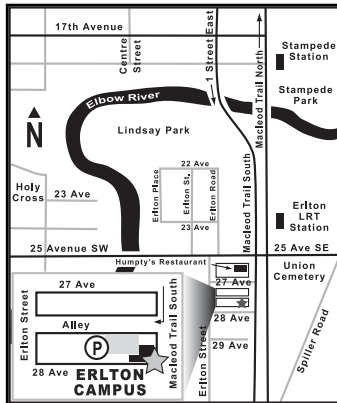 17th Avenue
Centre Street
1 Street East
Macleod Trail North
Stampede Station
Stampede Park
Elbow River
N
Lindsay Park
22 Ave
Erlton Place
Erlton St.
Erlton Road
Macleod Trail South
Holy Cross
23 Ave
23 Ave
Erlton LRT Station
25 Avenue SW
25 Ave SE
Humpty's Restaurant
27 Ave
Union Cemetery
28 Ave
29 Ave
Erlton Street
Spiller Road
27 Ave
Erlton Street
Alley
P
Macleod Trail South
28 Ave
ERLTON CAMPUS